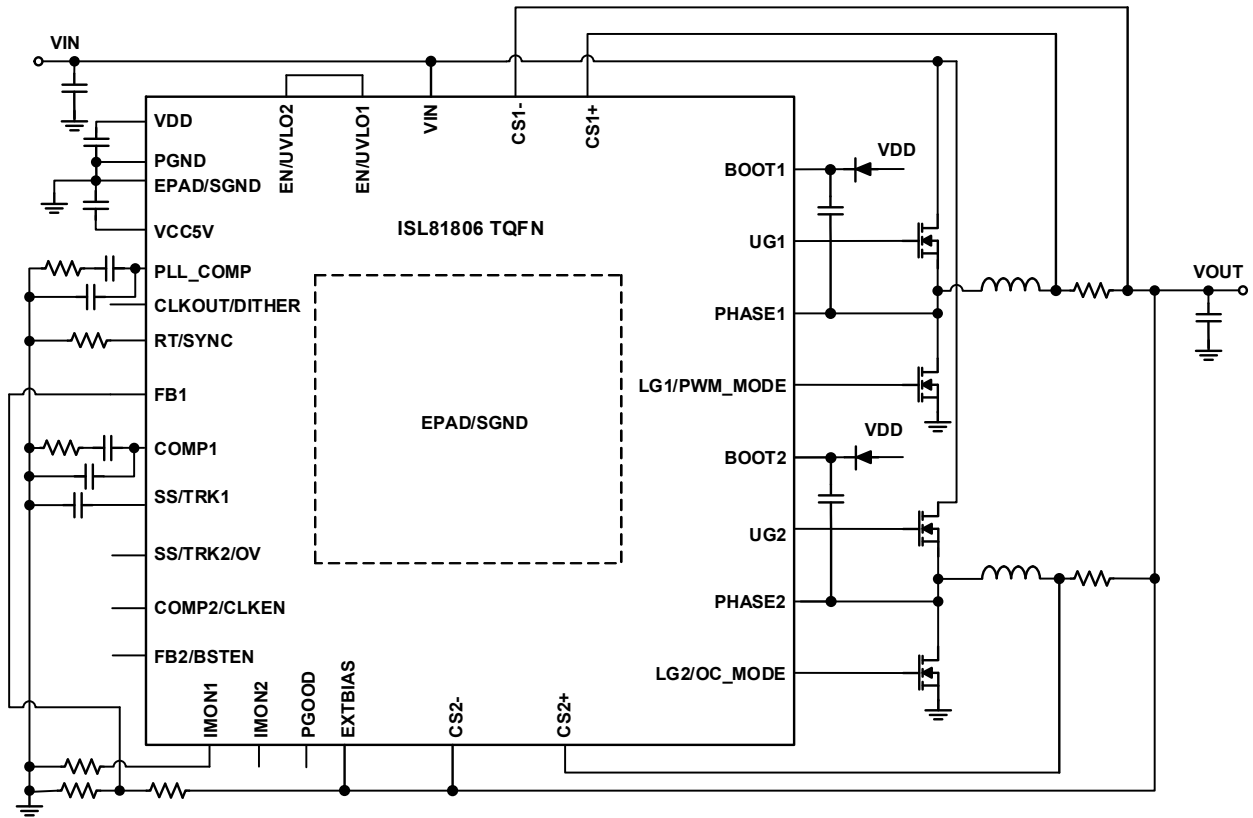 VIN
EN/UVLO2
EN/UVLO1
VIN
CS1-
CS1+
VDD
PGND
EPAD/SGND
VCC5V
PLL_COMP
CLKOUT/DITHER
RT/SYNC
FB1
COMP1
SS/TRK1
SS/TRK2/OV
COMP2/CLKEN
FB2/BSTEN
ISL81806 TQFN
EPAD/SGND
BOOT1
VDD
UG1
PHASE1
LG1/PWM_MODE
BOOT2
VDD
UG2
PHASE2
LG2/OC_MODE
VOUT
IMON1
IMON2
PGOOD
EXTBIAS
CS2-
CS2+